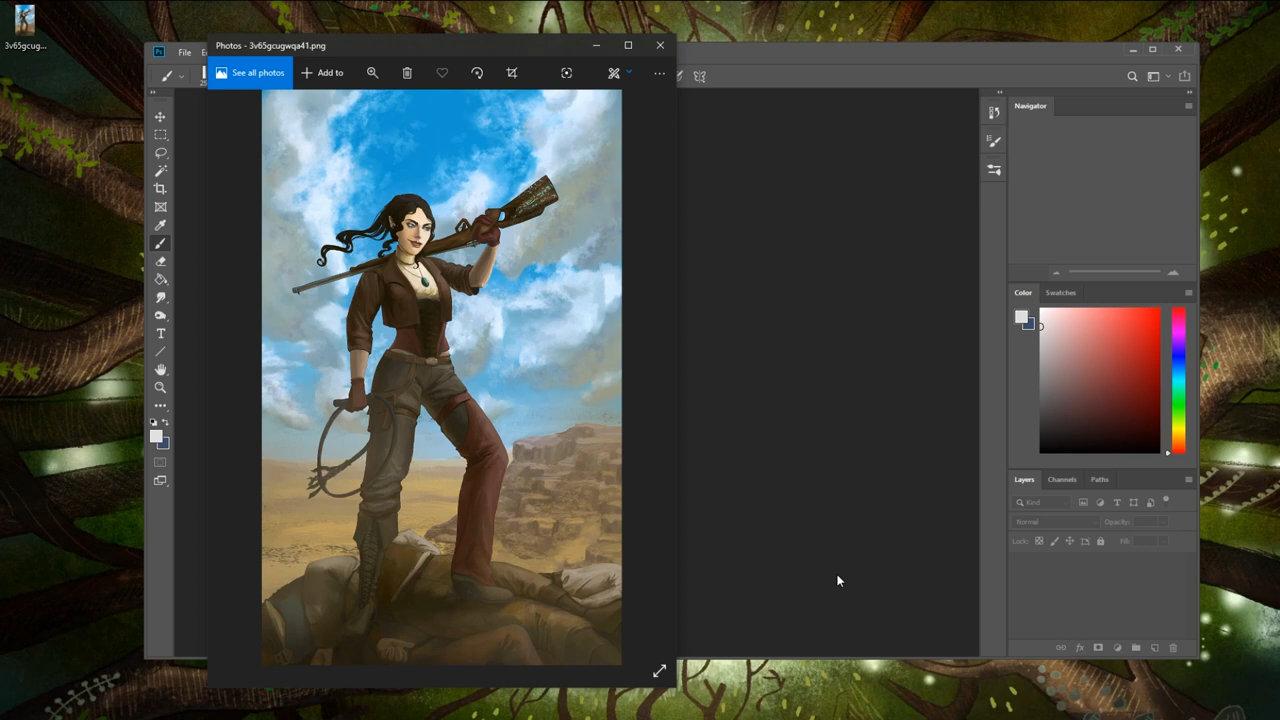 3v65gcug...
Photos - 3v65gcugwqa41.png
See all photos
Add to
Ps
File
Navigator
Color
Swatches
Layers
Channels
Paths
Kind
Normal
Opacity:
Lock:
Fill: